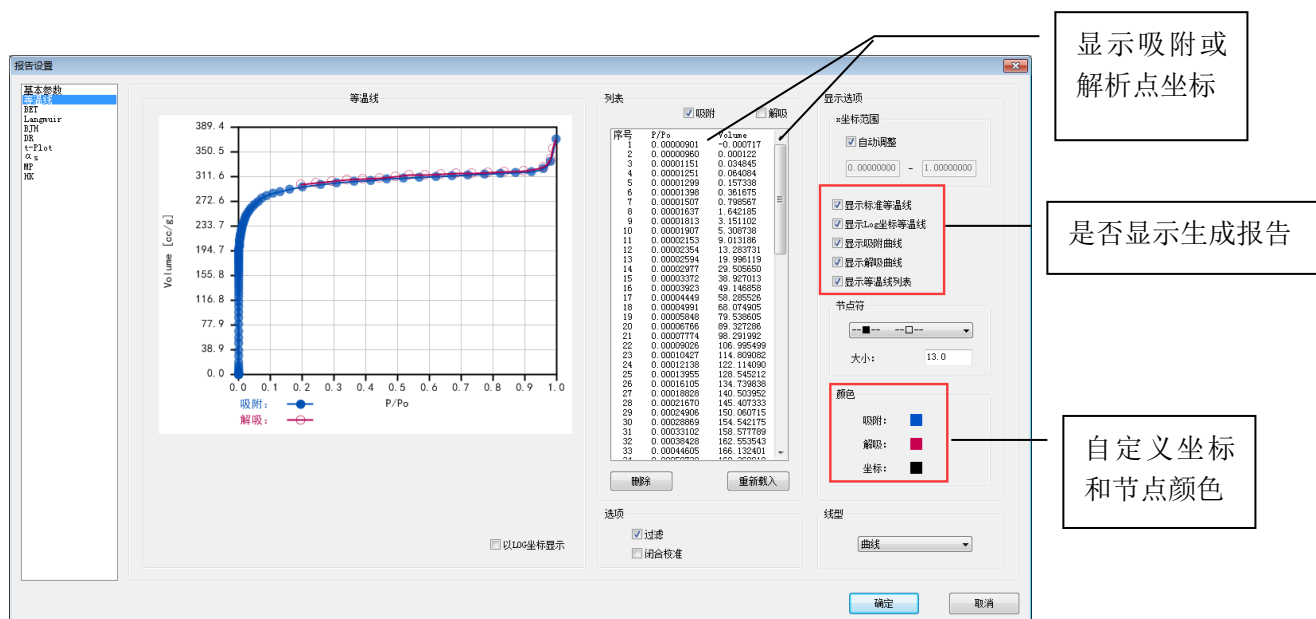 显示吸附或
解析点坐标
报告设置
基本参数
等温线
BET
Langmuir
BJH
DR
t-Plot
αs
MP
HK
等温线
389.4
350.5
311.6
272.6
233.7
194.7
155.8
116.8
77.9
38.9
0.0
Volume [cc/g]
0.0 0.1 0.2 0.3 0.4 0.5 0.6 0.7 0.8 0.9 1.0
P/Po
吸附:
解吸:
以LOG坐标显示
列表
吸附 解吸
序号 P/Po Volume
1 0.00000901 -0.000717
2 0.00000960 0.000122
3 0.00001151 0.034845
4 0.00001251 0.064084
5 0.00001299 0.157338
6 0.00001398 0.361675
7 0.00001507 0.798567
8 0.00001637 1.642185
9 0.00001813 3.151102
10 0.00001907 5.308738
11 0.00002153 9.013186
12 0.00002354 13.283731
13 0.00002594 19.996119
14 0.00002977 29.505650
15 0.00003372 38.927013
16 0.00003923 49.146858
17 0.00004449 58.285526
18 0.00004991 68.074905
19 0.00005848 79.538605
20 0.00006766 89.327286
21 0.00007774 98.291992
22 0.00009026 106.995499
23 0.00010427 114.809082
24 0.00012138 122.114090
25 0.00013955 128.545212
26 0.00016105 134.739838
27 0.00018828 140.503952
28 0.00021670 145.407333
29 0.00024906 150.060715
30 0.00028869 154.542175
31 0.00033102 158.577789
32 0.00038428 162.553543
33 0.00044605 166.132401
删除 重新载入
选项
过滤
闭合校准
显示选项
x坐标范围
自动调整
0.00000000 - 1.00000000
显示标准等温线
显示Log坐标等温线
显示吸附曲线
显示解吸曲线
显示等温线列表
节点符
--■-- --□--
大小: 13.0
颜色
吸附:
解吸:
坐标:
线型
曲线
确定 取消
是否显示生成报告
自定义坐标
和节点颜色